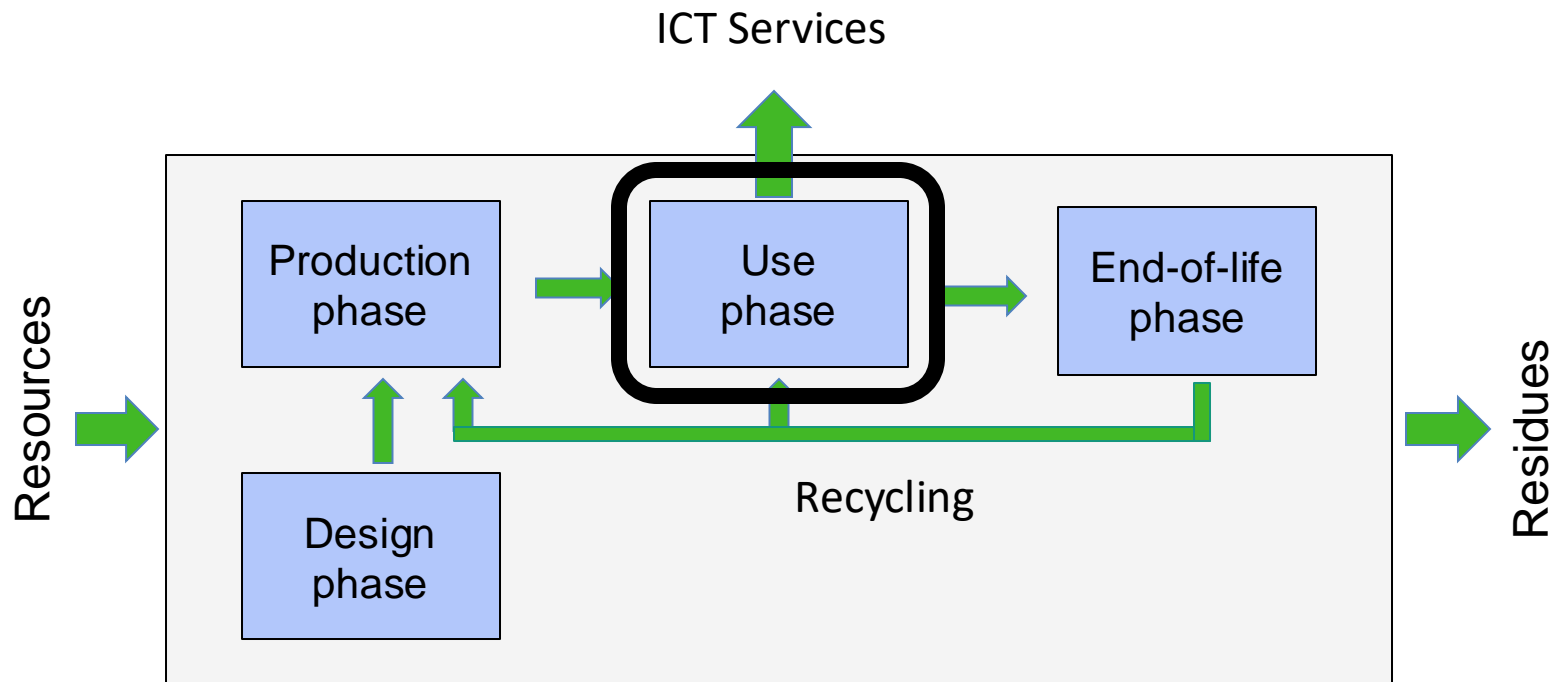 ICT Services
Resources
Production
phase
Use
phase
End-of-life
phase
Design
phase
Recycling
Residues